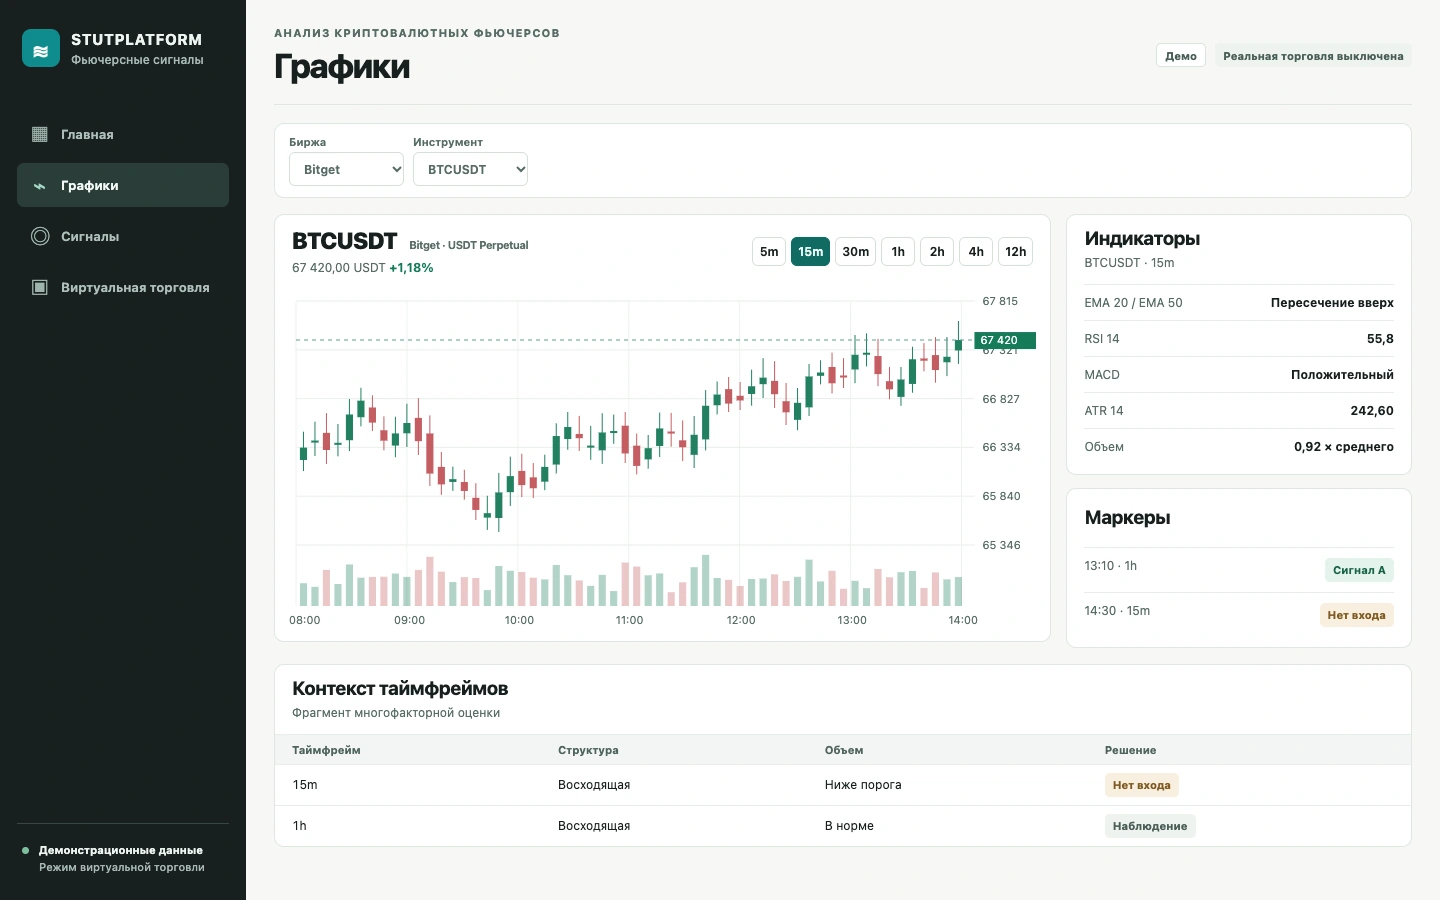 STUTPLATFORM
Фьючерсные сигналы
Главная
Графики
Сигналы
Виртуальная торговля
Демонстрационные данные
Режим виртуальной торговли
АНАЛИЗ КРИПТОВАЛЮТНЫХ ФЬЮЧЕРСОВ
Графики
Демо
Реальная торговля выключена
Биржа
Инструмент
Bitget
BTCUSDT
BTCUSDT Bitget · USDT Perpetual
67 420,00 USDT +1,18%
5m 15m 30m 1h 2h 4h 12h
67 815
67 420
67 321
66 827
66 334
65 840
65 346
08:00 09:00 10:00 11:00 12:00 13:00 14:00
Индикаторы
BTCUSDT · 15m
EMA 20 / EMA 50 Пересечение вверх
RSI 14 55,8
MACD Положительный
ATR 14 242,60
Объем 0,92 × среднего
Маркеры
13:10 · 1h Сигнал A
14:30 · 15m Нет входа
Контекст таймфреймов
Фрагмент многофакторной оценки
Таймфрейм Структура Объем Решение
15m Восходящая Ниже порога Нет входа
1h Восходящая В норме Наблюдение